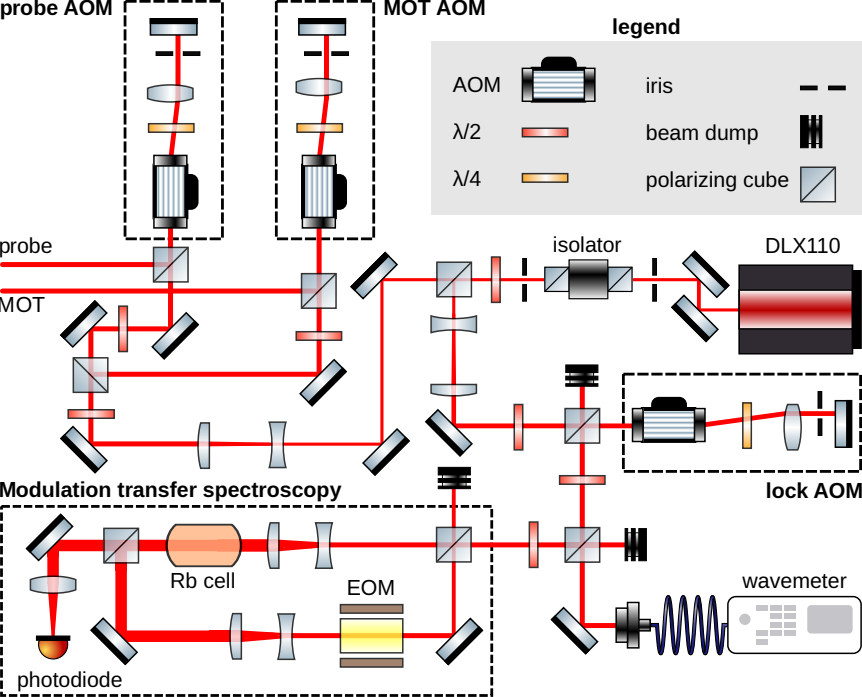 probe AOM
MOT AOM
legend
AOM
iris
λ/2
beam dump
λ/4
polarizing cube
probe
MOT
isolator
DLX110
Modulation transfer spectroscopy
lock AOM
Rb cell
EOM
wavemeter
photodiode